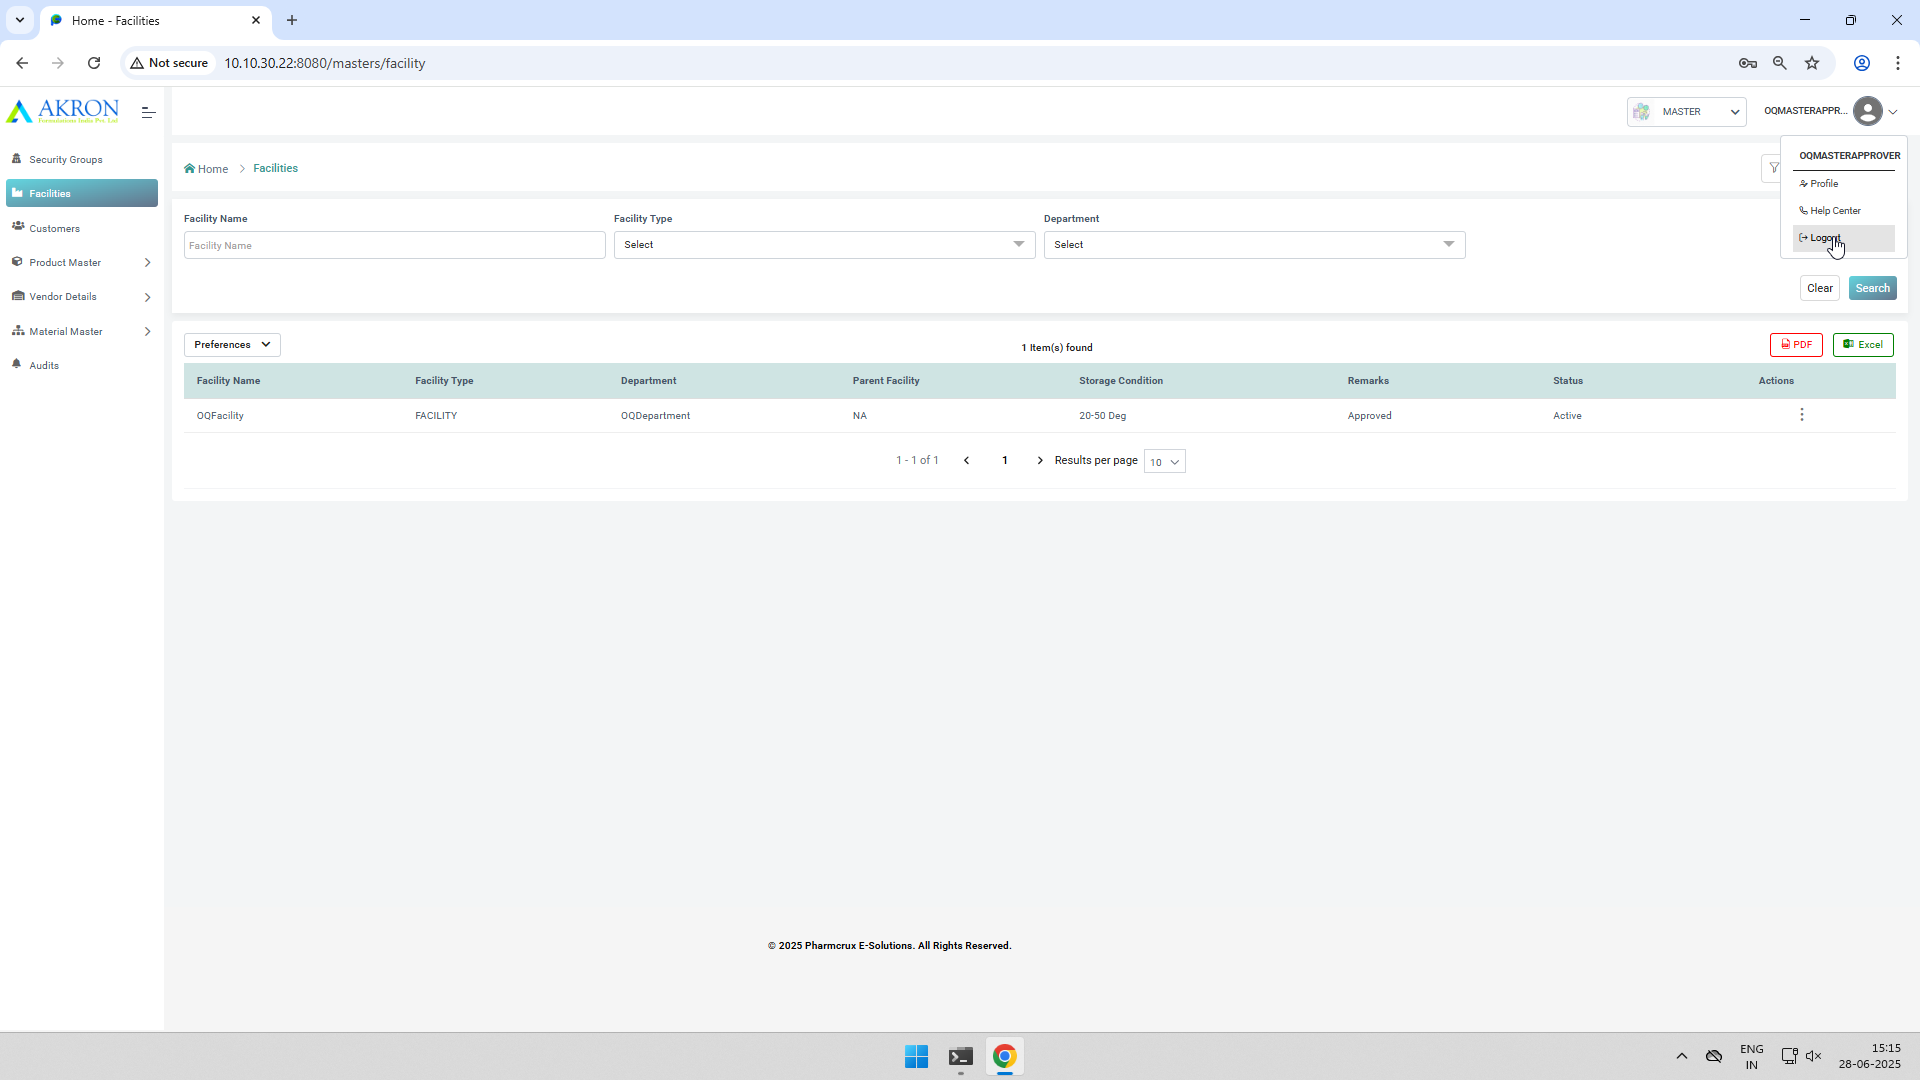 Home - Facilities
Not secure
10.10.30.22:8080/masters/facility
AKRON
Formulations India Pvt. Ltd
MASTER
OQMASTERAPPR...
OQMASTERAPPROVER
Profile
Help Center
Logout
Security Groups
Facilities
Customers
Product Master
Vendor Details
Material Master
Audits
Home
Facilities
Facility Name
Facility Type
Department
Facility Name
Select
Select
Clear
Search
Preferences
1 Item(s) found
PDF
Excel
Facility Name
Facility Type
Department
Parent Facility
Storage Condition
Remarks
Status
Actions
OQFacility
FACILITY
OQDepartment
NA
20-50 Deg
Approved
Active
1 - 1 of 1
1
Results per page
10
© 2025 Pharmcrux E-Solutions. All Rights Reserved.
ENG
IN
15:15
28-06-2025